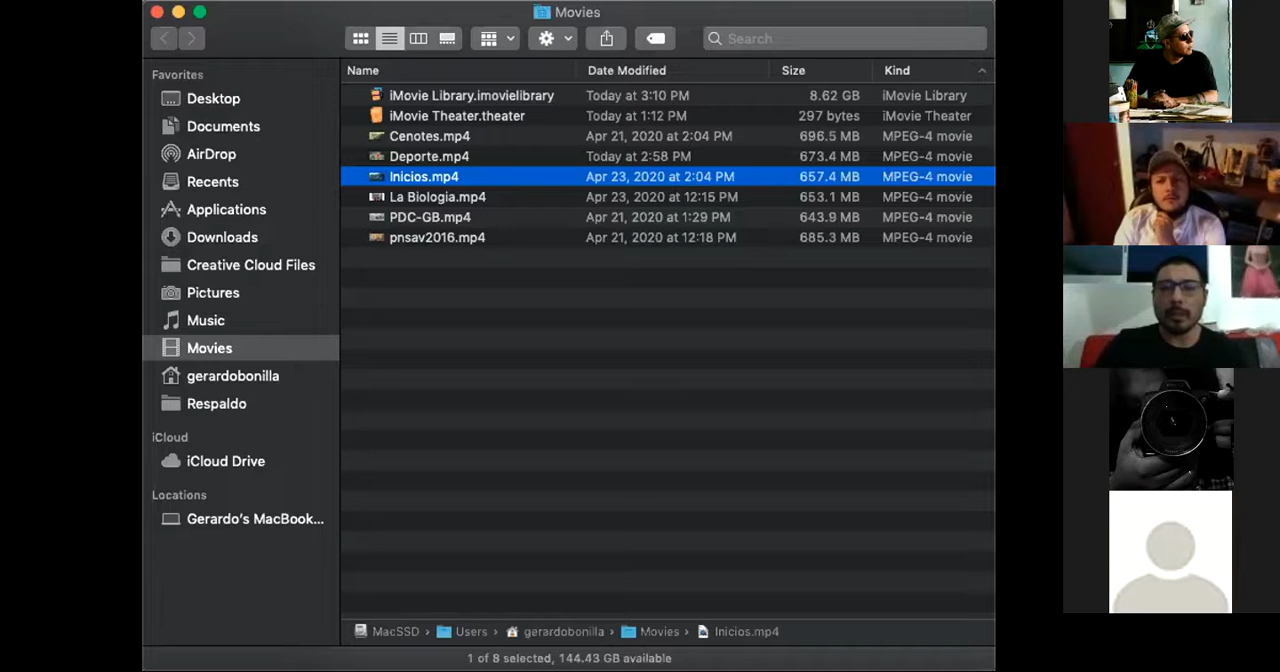 Movies
Search
Favorites
Desktop
Documents
AirDrop
Recents
Applications
Downloads
Creative Cloud Files
Pictures
Music
Movies
gerardobonilla
Respaldo
iCloud
iCloud Drive
Locations
Gerardo's MacBook...
Name Date Modified Size Kind
iMovie Library.imovielibrary Today at 3:10 PM 8.62 GB iMovie Library
iMovie Theater.theater Today at 1:12 PM 297 bytes iMovie Theater
Cenotes.mp4 Apr 21, 2020 at 2:04 PM 696.5 MB MPEG-4 movie
Deporte.mp4 Today at 2:58 PM 673.4 MB MPEG-4 movie
Inicios.mp4 Apr 23, 2020 at 2:04 PM 657.4 MB MPEG-4 movie
La Biologia.mp4 Apr 23, 2020 at 12:15 PM 653.1 MB MPEG-4 movie
PDC-GB.mp4 Apr 21, 2020 at 1:29 PM 643.9 MB MPEG-4 movie
pnsav2016.mp4 Apr 21, 2020 at 12:18 PM 685.3 MB MPEG-4 movie
MacSSD › Users › gerardobonilla › Movies › Inicios.mp4
1 of 8 selected, 144.43 GB available